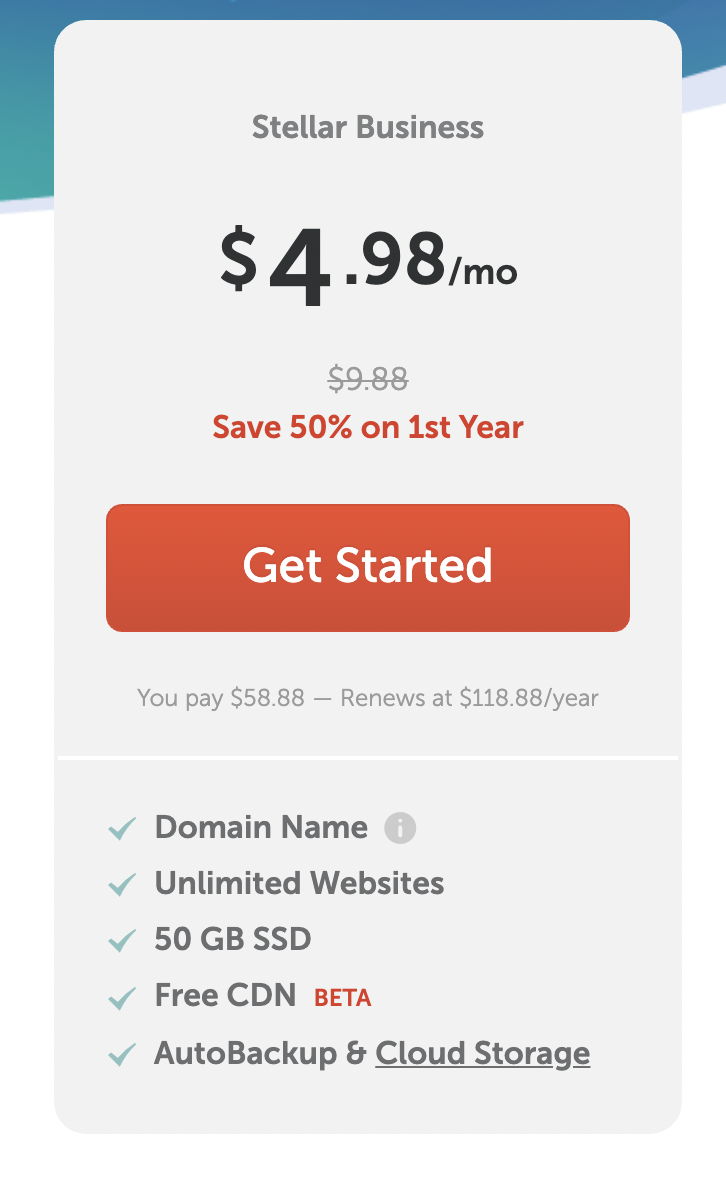 Stellar Business
$4.98/mo
$9.88
Save 50% on 1st Year
Get Started
You pay $58.88 — Renews at $118.88/year
Domain Name
Unlimited Websites
50 GB SSD
Free CDN BETA
AutoBackup & Cloud Storage